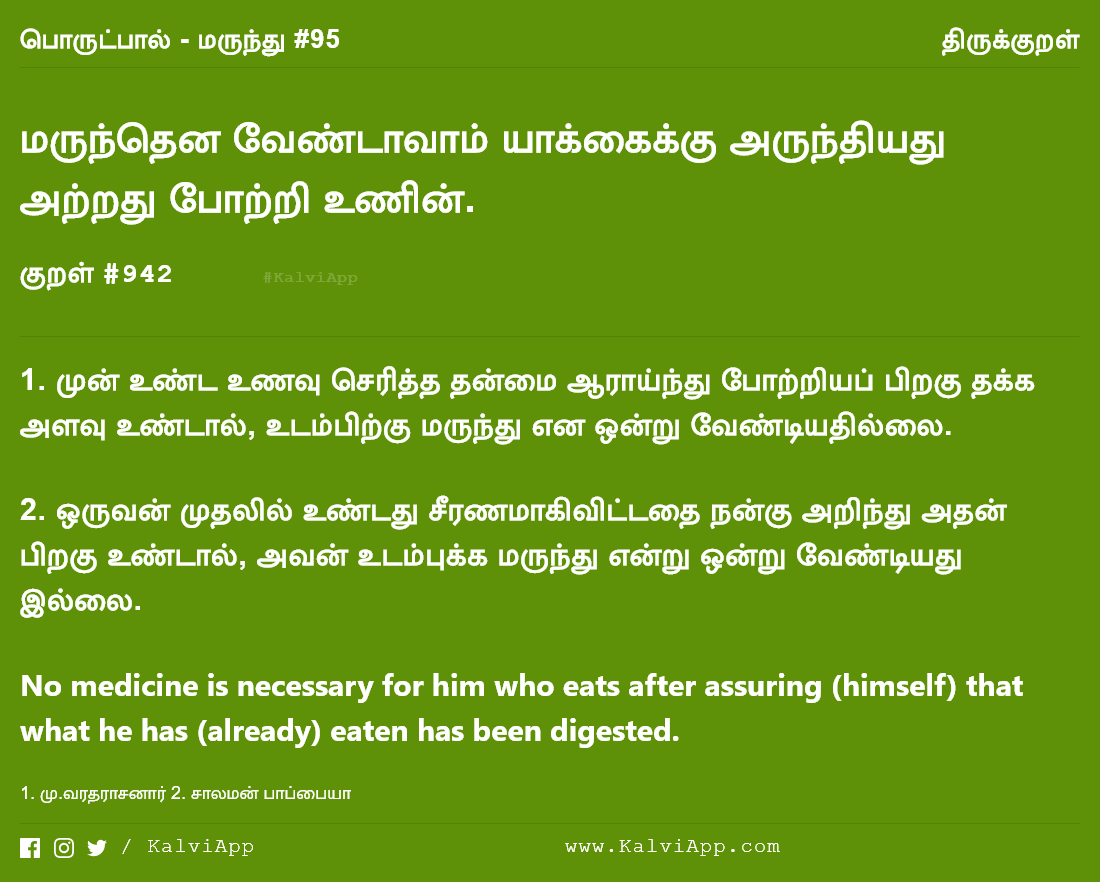 பொருட்பால் - மருந்து #95
திருக்குறள்
மருந்தென வேண்டாவாம் யாக்கைக்கு அருந்தியது
அற்றது போற்றி உணின்.
குறள் #942
#KalviApp
1. முன் உண்ட உணவு செரித்த தன்மை ஆராய்ந்து போற்றியப் பிறகு தக்க
அளவு உண்டால், உடம்பிற்கு மருந்து என ஒன்று வேண்டியதில்லை.
2. ஒருவன் முதலில் உண்டது சீரணமாகிவிட்டதை நன்கு அறிந்து அதன்
பிறகு உண்டால், அவன் உடம்புக்க மருந்து என்று ஒன்று வேண்டியது
இல்லை.
No medicine is necessary for him who eats after assuring (himself) that
what he has (already) eaten has been digested.
1. மு.வரதராசனார் 2. சாலமன் பாப்பையா
/ KalviApp
www.KalviApp.com